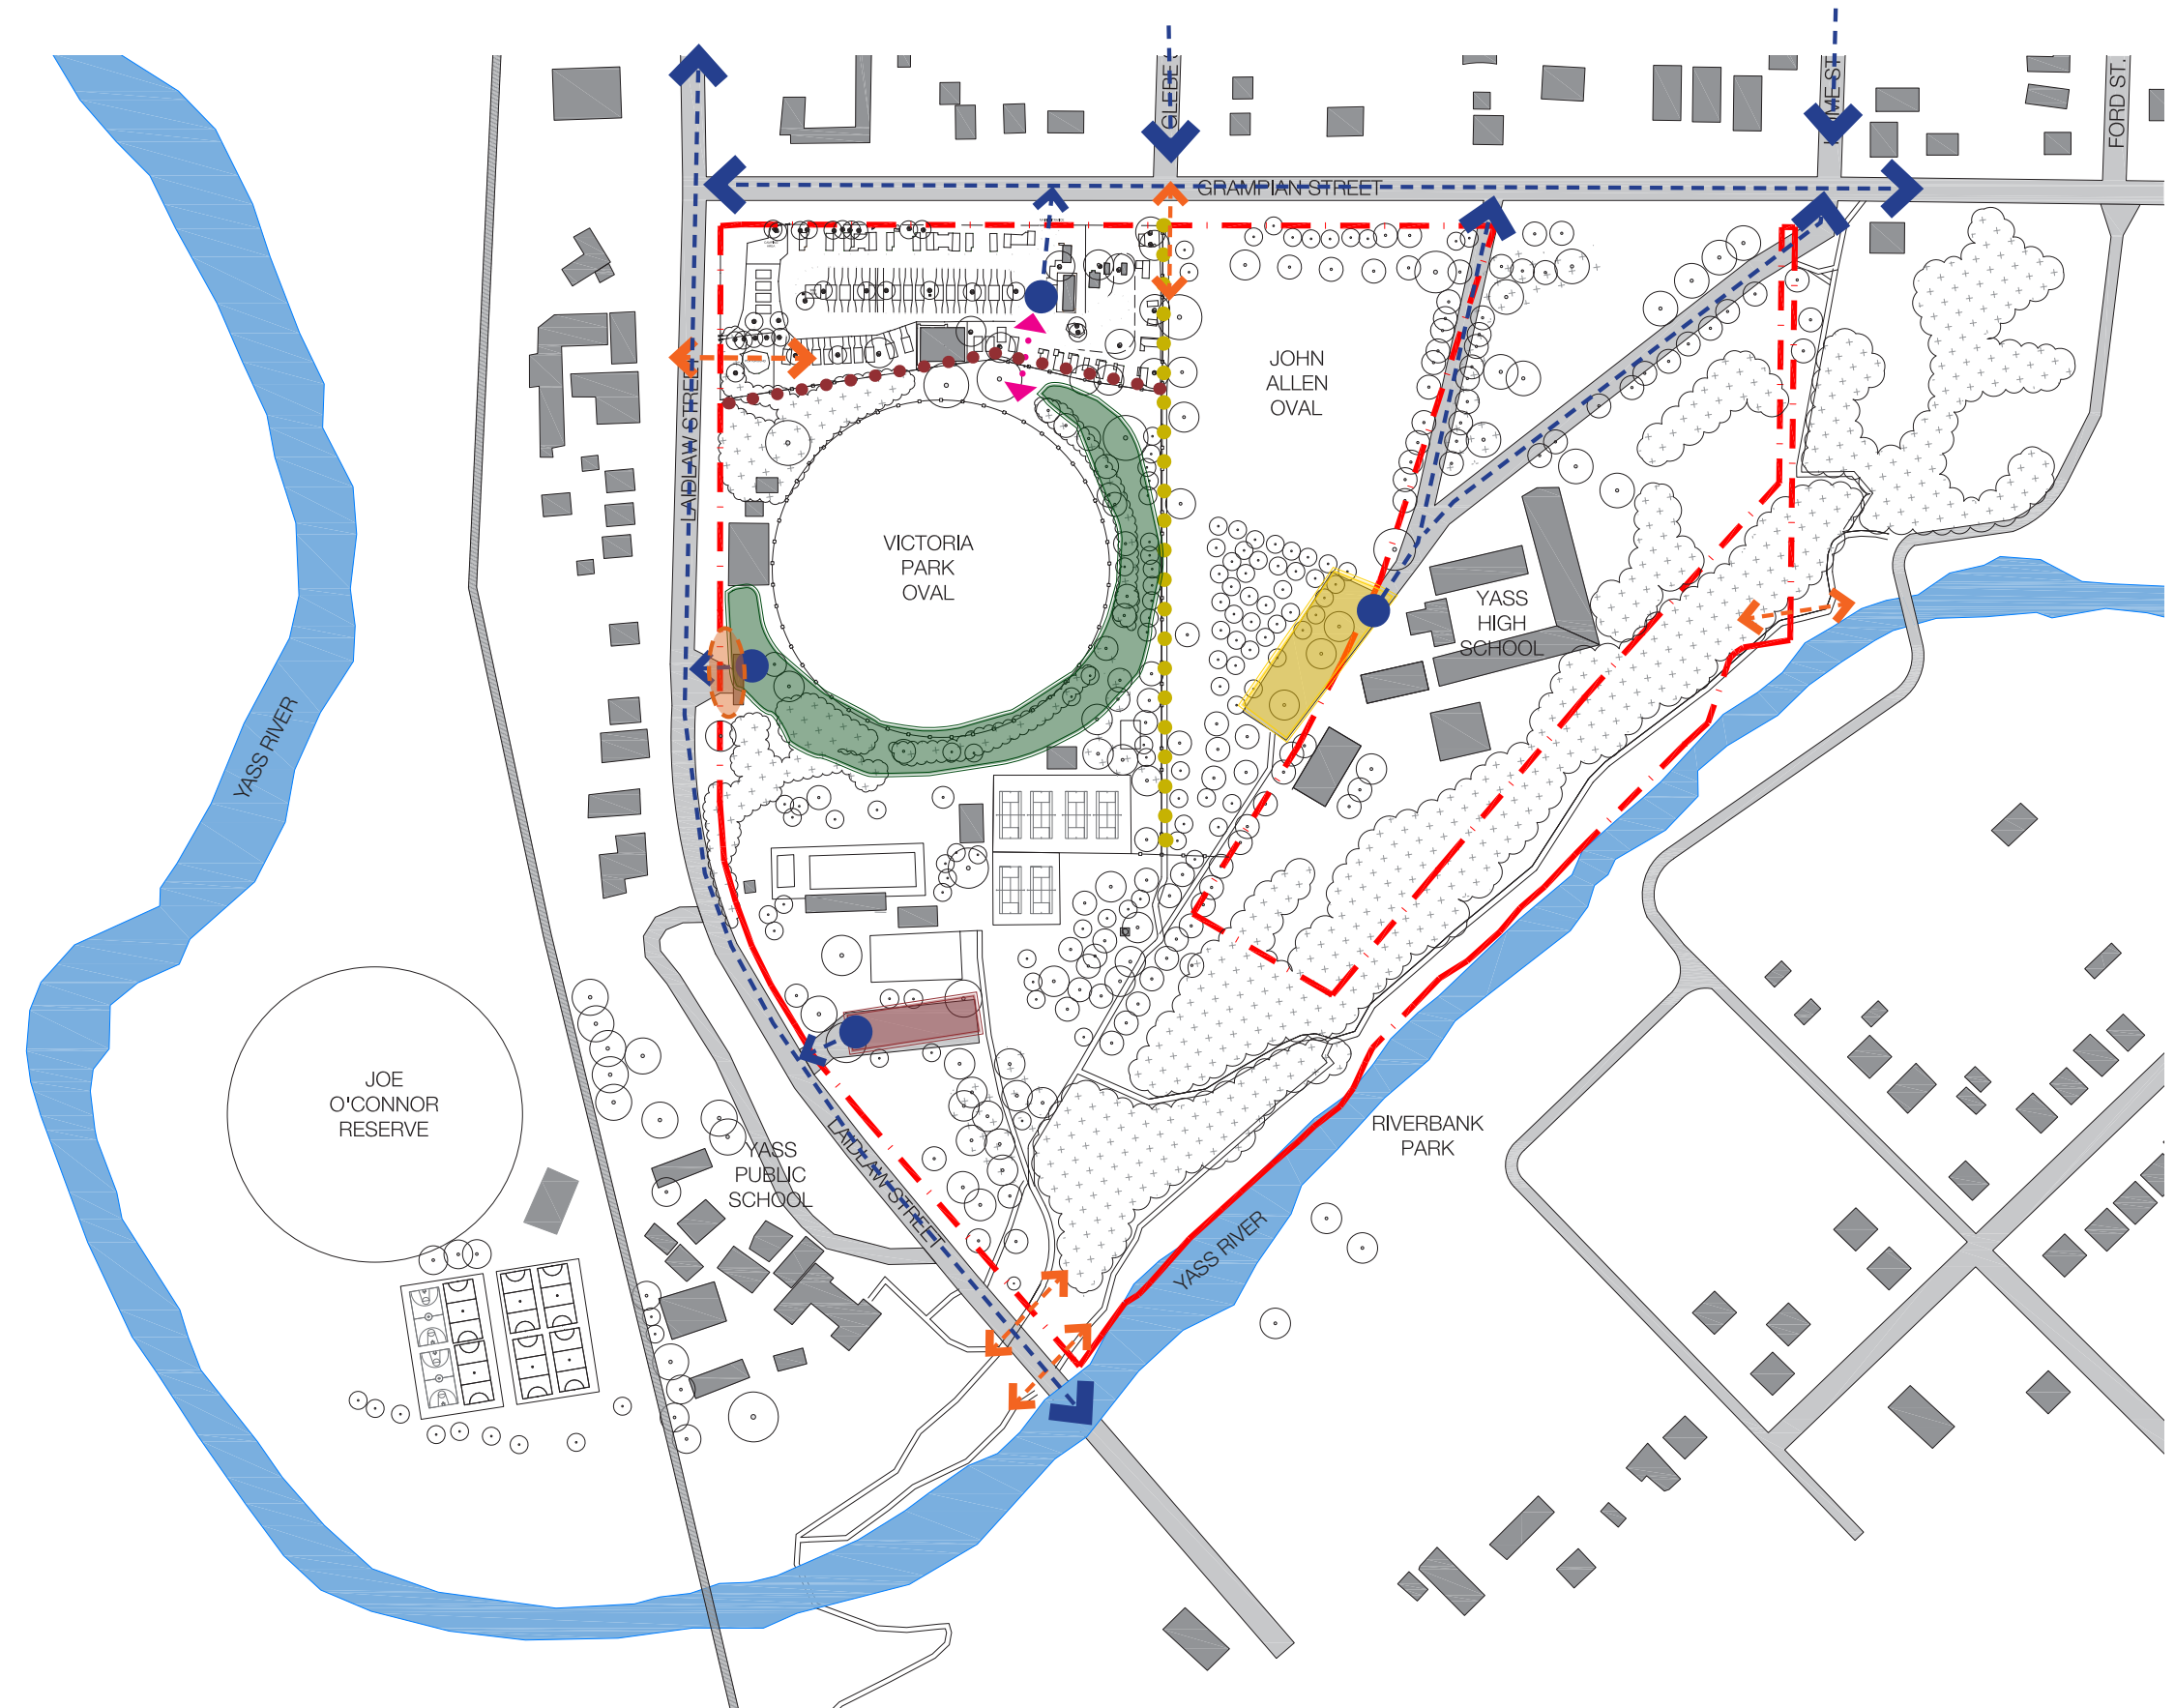 GLEBE
FORD ST.
GRAMPIAN STREET
JOHN
ALLEN
OVAL
LAIDLAW STREET
VICTORIA
PARK
OVAL
YASS
HIGH
SCHOOL
YASS RIVER
JOE
O'CONNOR
RESERVE
YASS
PUBLIC
SCHOOL
LAIDLAW STREET
RIVERBANK
PARK
YASS RIVER